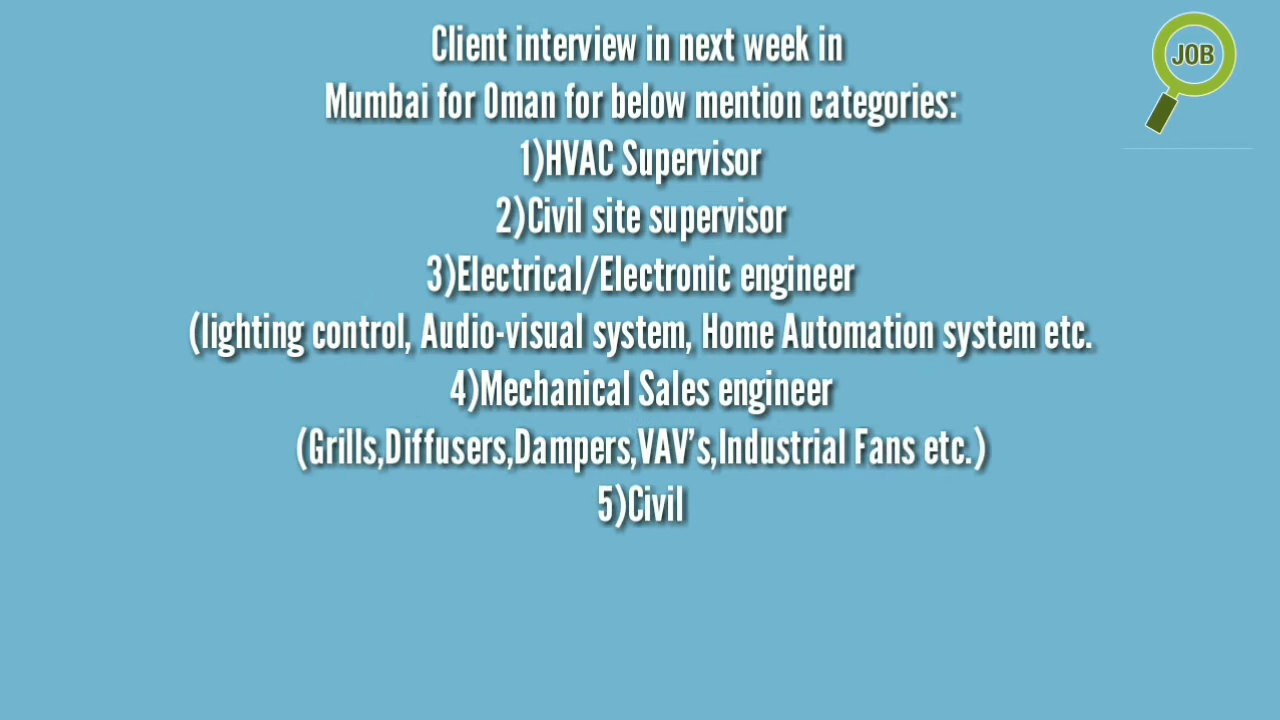 Client interview in next week in
Mumbai for Oman for below mention categories:
1)HVAC Supervisor
2)Civil site supervisor
3)Electrical/Electronic engineer
(lighting control, Audio-visual system, Home Automation system etc.
4)Mechanical Sales engineer
(Grills,Diffusers,Dampers,VAV's,Industrial Fans etc.)
5)Civil
JOB